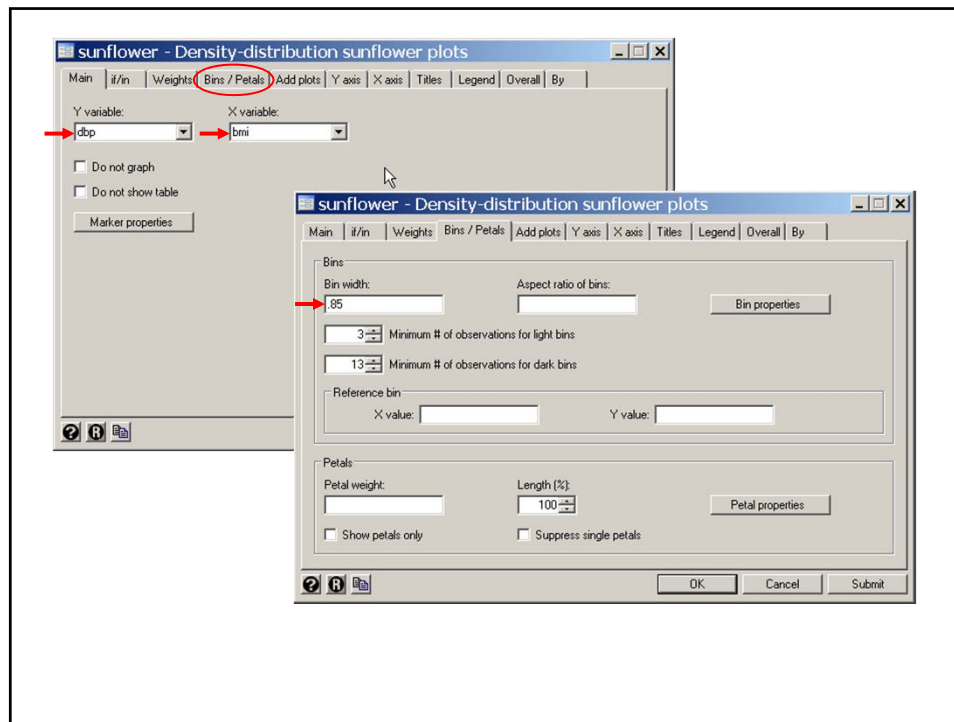 sunflower - Density-distribution sunflower plots
Main if/in Weights Bins / Petals Add plots Y axis X axis Titles Legend Overall By
Y variable: X variable:
dbp bmi
Do not graph
Do not show table
Marker properties
sunflower - Density-distribution sunflower plots
Main if/in Weights Bins / Petals Add plots Y axis X axis Titles Legend Overall By
Bins
Bin width: Aspect ratio of bins:
.85 Bin properties
3 Minimum # of observations for light bins
13 Minimum # of observations for dark bins
Reference bin
X value: Y value:
Petals
Petal weight: Length (%):
100 Petal properties
Show petals only Suppress single petals
? R
? R OK Cancel Submit